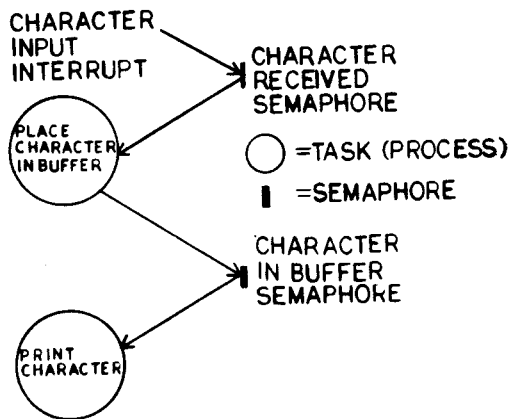 CHARACTER
INPUT
INTERRUPT
CHARACTER
RECEIVED
SEMAPHORE
PLACE
CHARACTER
IN BUFFER
=TASK (PROCESS)
=SEMAPHORE
CHARACTER
IN BUFFER
SEMAPHORE
PRINT
CHARACTER